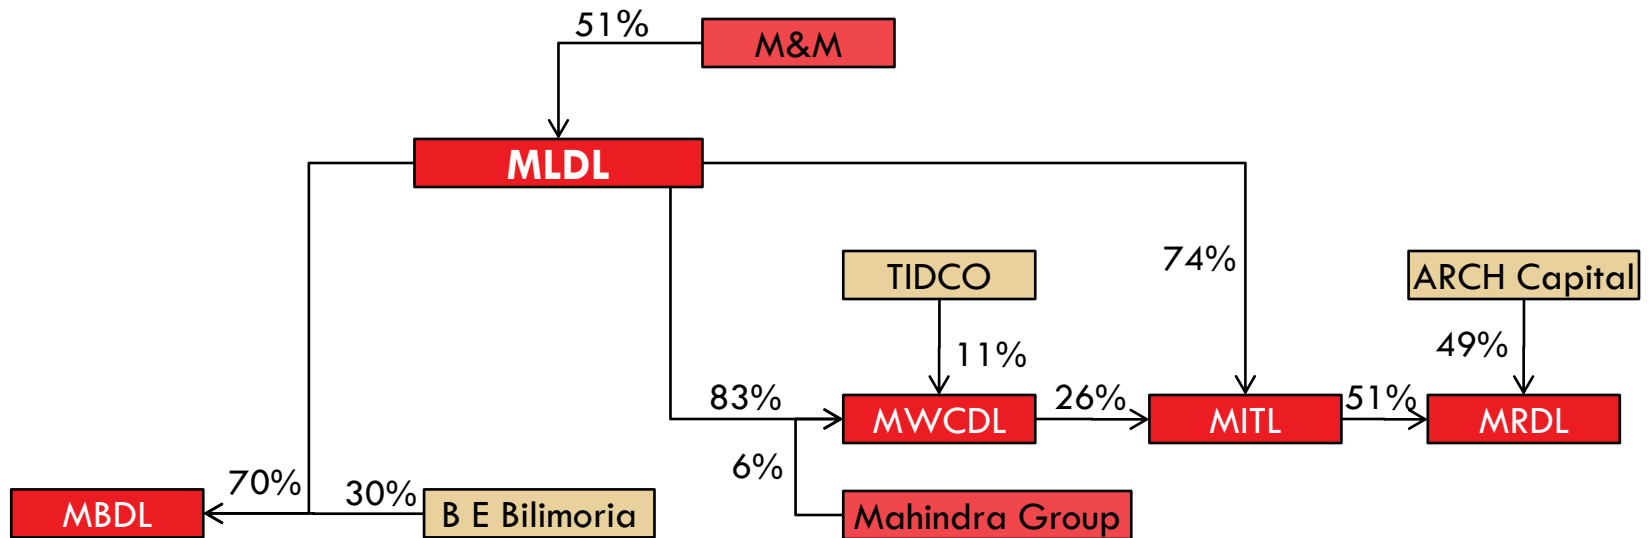 51%
M&M
MLDL
TIDCO
74%
ARCH Capital
11%
49%
83%
MWCDL
26%
MITL
51%
MRDL
6%
70%
30%
MBDL
B E Bilimoria
Mahindra Group